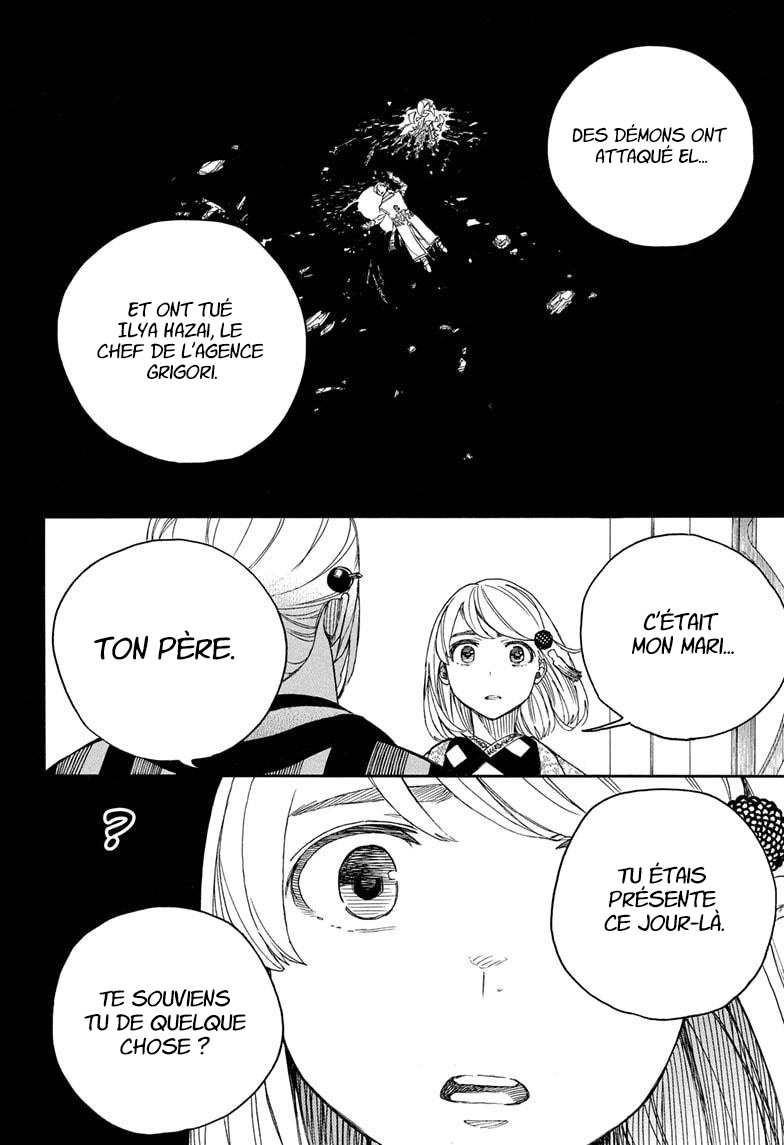 DES DÉMONS ONT
ATTAQUÉ EL...
ET ONT TUÉ
ILYA HAZAI, LE
CHEF DE L'AGENCE
GRIGORI.
C'ÉTAIT
MON MARI...
TON PÈRE.
TU ÉTAIS
PRÉSENTE
CE JOUR-LÀ.
?
TE SOUVIENS
TU DE QUELQUE
CHOSE ?